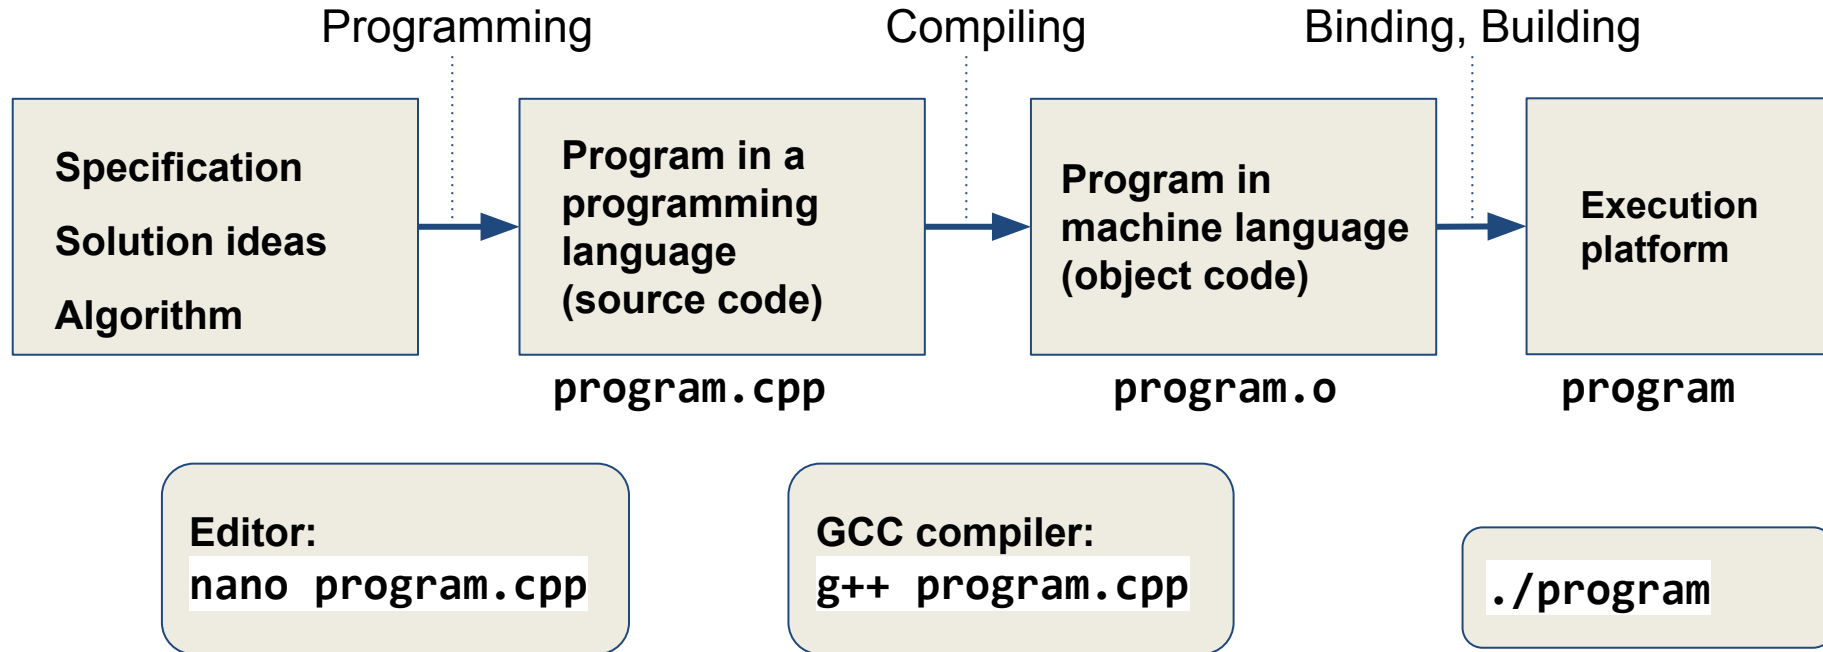 Programming
Compiling
Binding, Building
Specification
Solution ideas
Algorithm
Program in a
programming
language
(source code)
Program in
machine language
(object code)
Execution
platform
program.cpp
program.o
program
Editor:
nano program.cpp
GCC compiler:
g++ program.cpp
./program